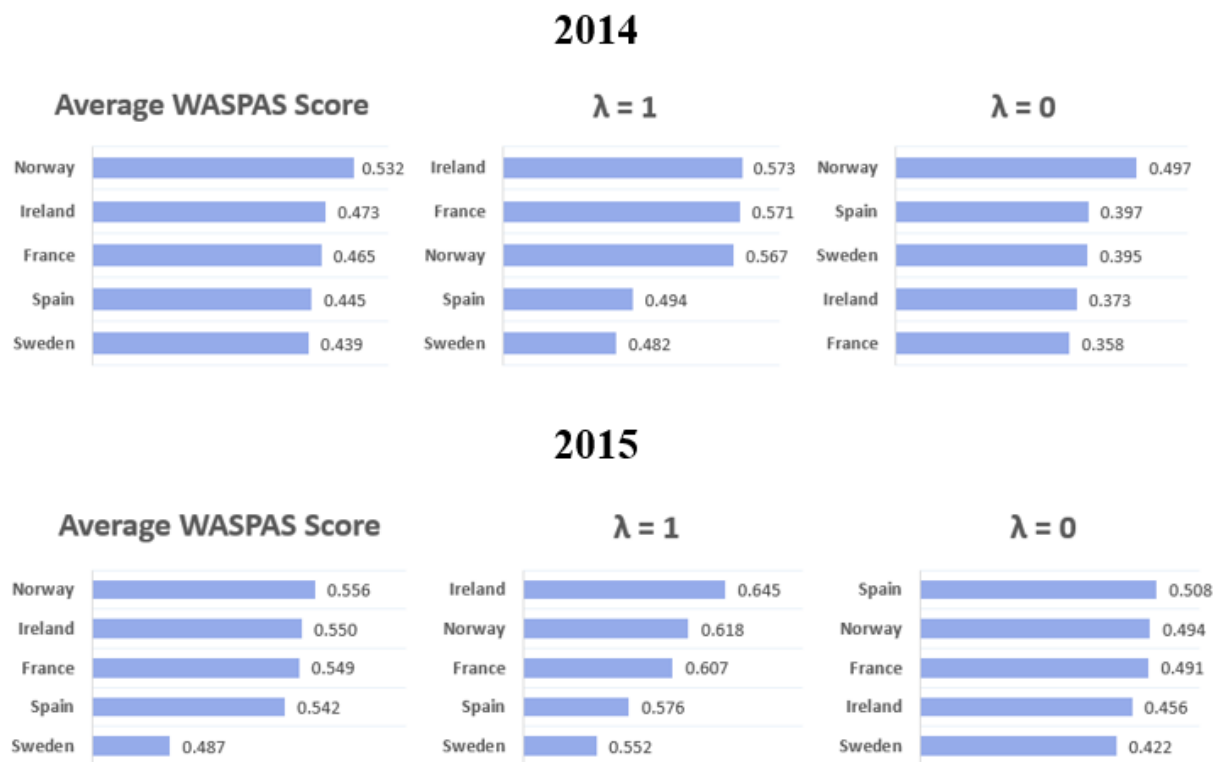 2014
Average WASPAS Score
λ = 1
λ = 0
Norway 0.532
Ireland 0.473
France 0.465
Spain 0.445
Sweden 0.439
Ireland 0.573
France 0.571
Norway 0.567
Spain 0.494
Sweden 0.482
Norway 0.497
Spain 0.397
Sweden 0.395
Ireland 0.373
France 0.358
2015
Average WASPAS Score
λ = 1
λ = 0
Norway 0.556
Ireland 0.550
France 0.549
Spain 0.542
Sweden 0.487
Ireland 0.645
Norway 0.618
France 0.607
Spain 0.576
Sweden 0.552
Spain 0.508
Norway 0.494
France 0.491
Ireland 0.456
Sweden 0.422